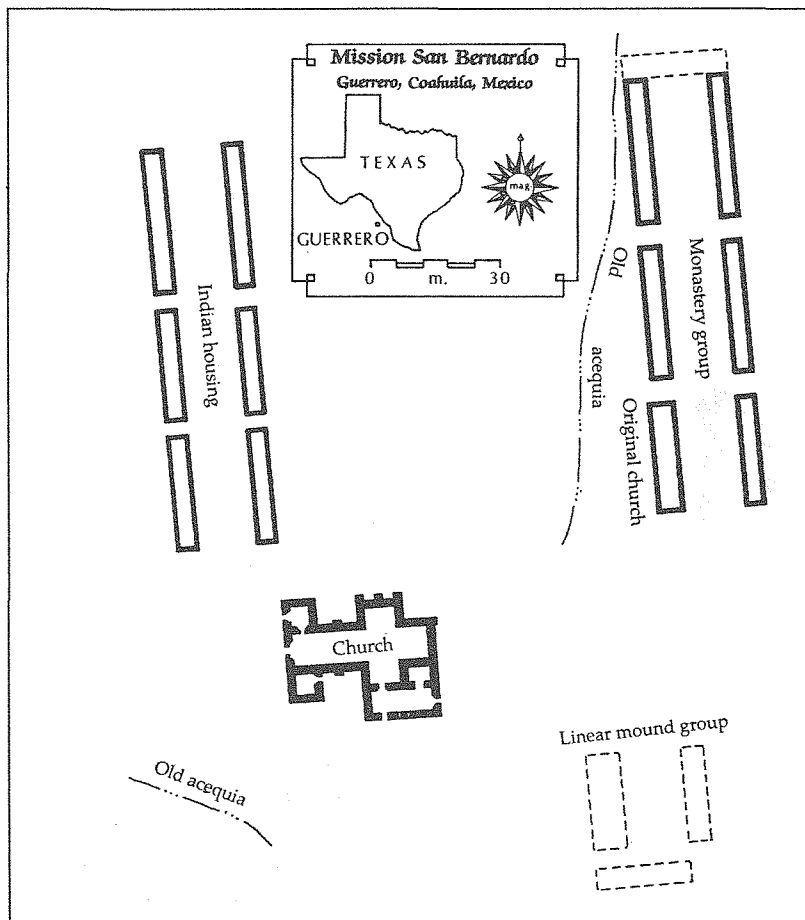 Mission San Bernardo
Guerrero, Coahuila, Mexico
TEXAS
mag.
GUERRERO
0 m. 30
Indian housing
Old
acequia
Monastery group
Original church
Church
Linear mound group
Old acequia